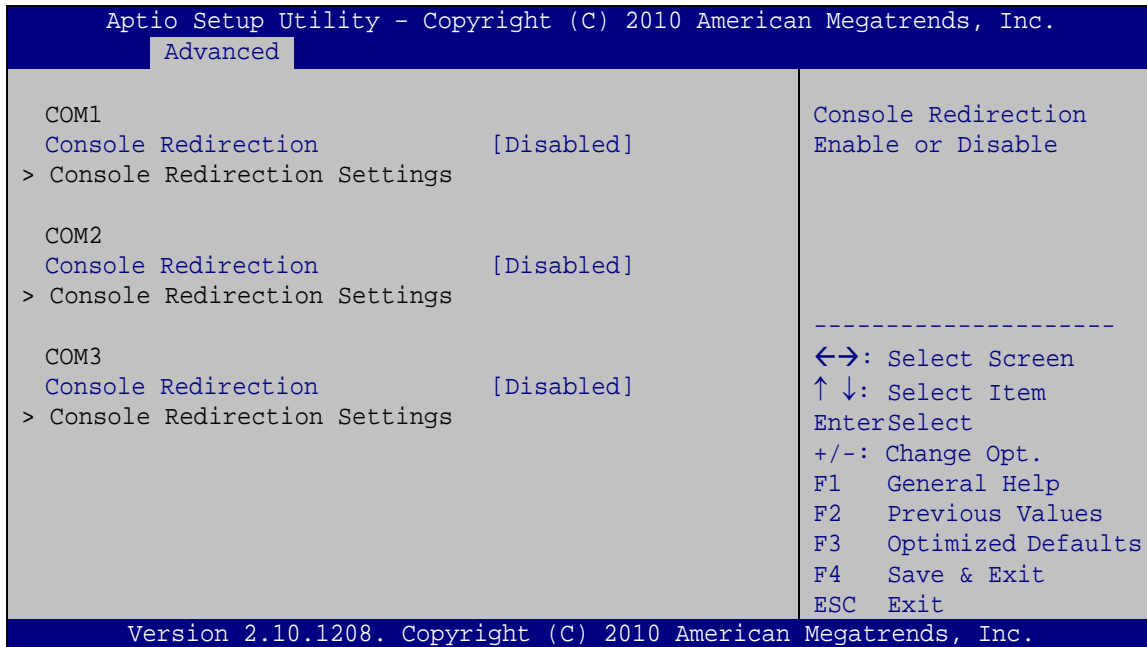 Aptio Setup Utility – Copyright (C) 2010 American Megatrends, Inc.
Advanced
COM1
Console Redirection [Disabled]
> Console Redirection Settings
COM2
Console Redirection [Disabled]
> Console Redirection Settings
COM3
Console Redirection [Disabled]
> Console Redirection Settings
Console Redirection
Enable or Disable
---------------------
←→: Select Screen
↑ ↓: Select Item
EnterSelect
+/-: Change Opt.
F1 General Help
F2 Previous Values
F3 Optimized Defaults
F4 Save & Exit
ESC Exit
Version 2.10.1208. Copyright (C) 2010 American Megatrends, Inc.